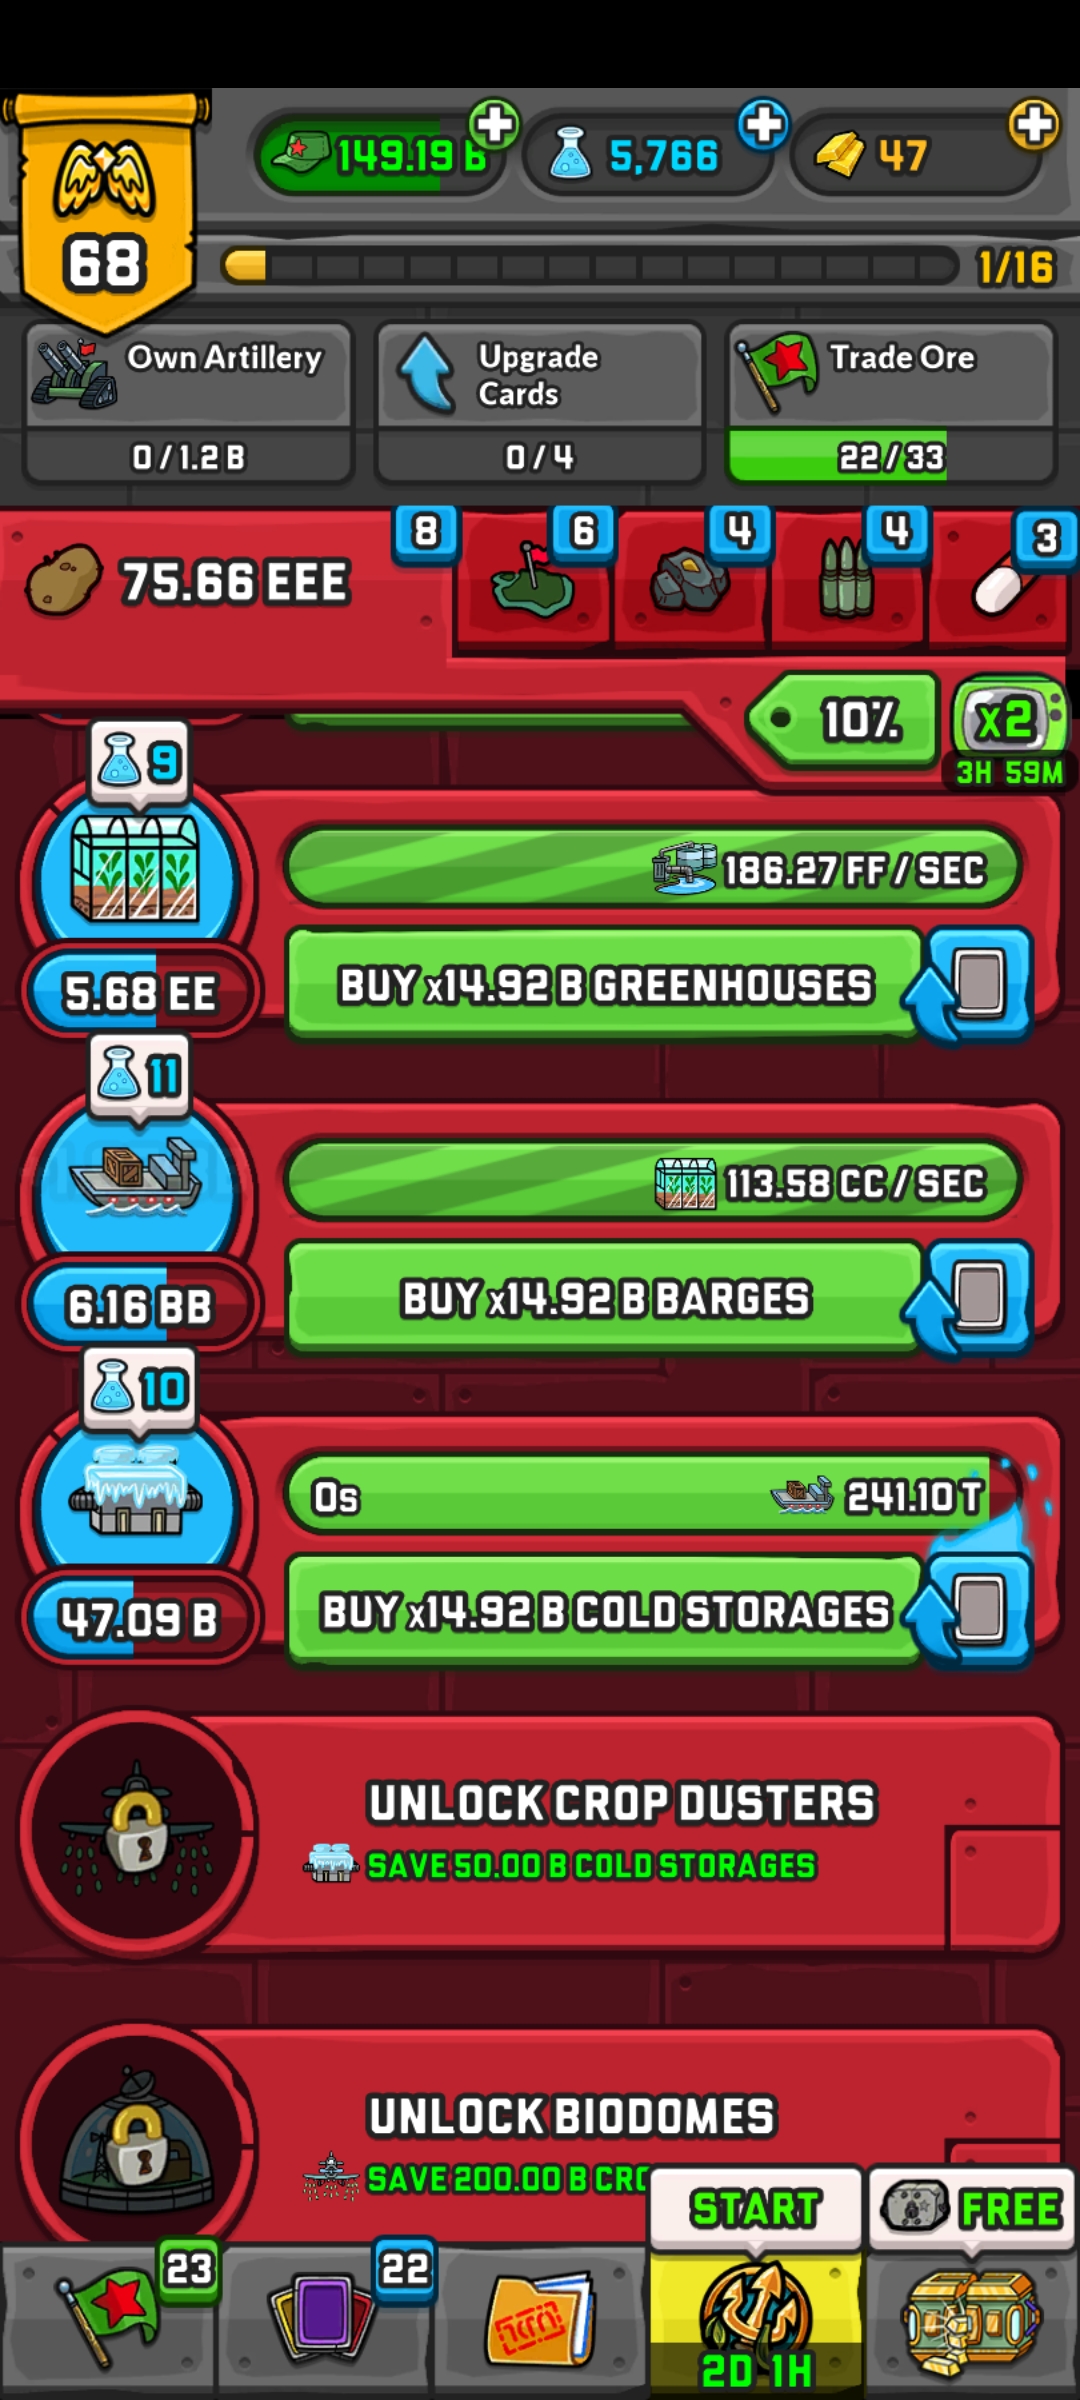 149.19 B
5,766
47
68
1/16
Own Artillery
Upgrade
Cards
Trade Ore
0 / 1.2 B
0 / 4
22 / 33
75.66 EEE
8
6
4
4
3
10%
x2
3H 59M
9
186.27 FF / SEC
5.68 EE
BUY x14.92 B GREENHOUSES
11
113.58 CC / SEC
6.16 BB
BUY x14.92 B BARGES
10
0s
241.10 T
47.09 B
BUY x14.92 B COLD STORAGES
UNLOCK CROP DUSTERS
SAVE 50.00 B COLD STORAGES
UNLOCK BIODOMES
SAVE 200.00 B CRO
START
FREE
23
22
2D 1H